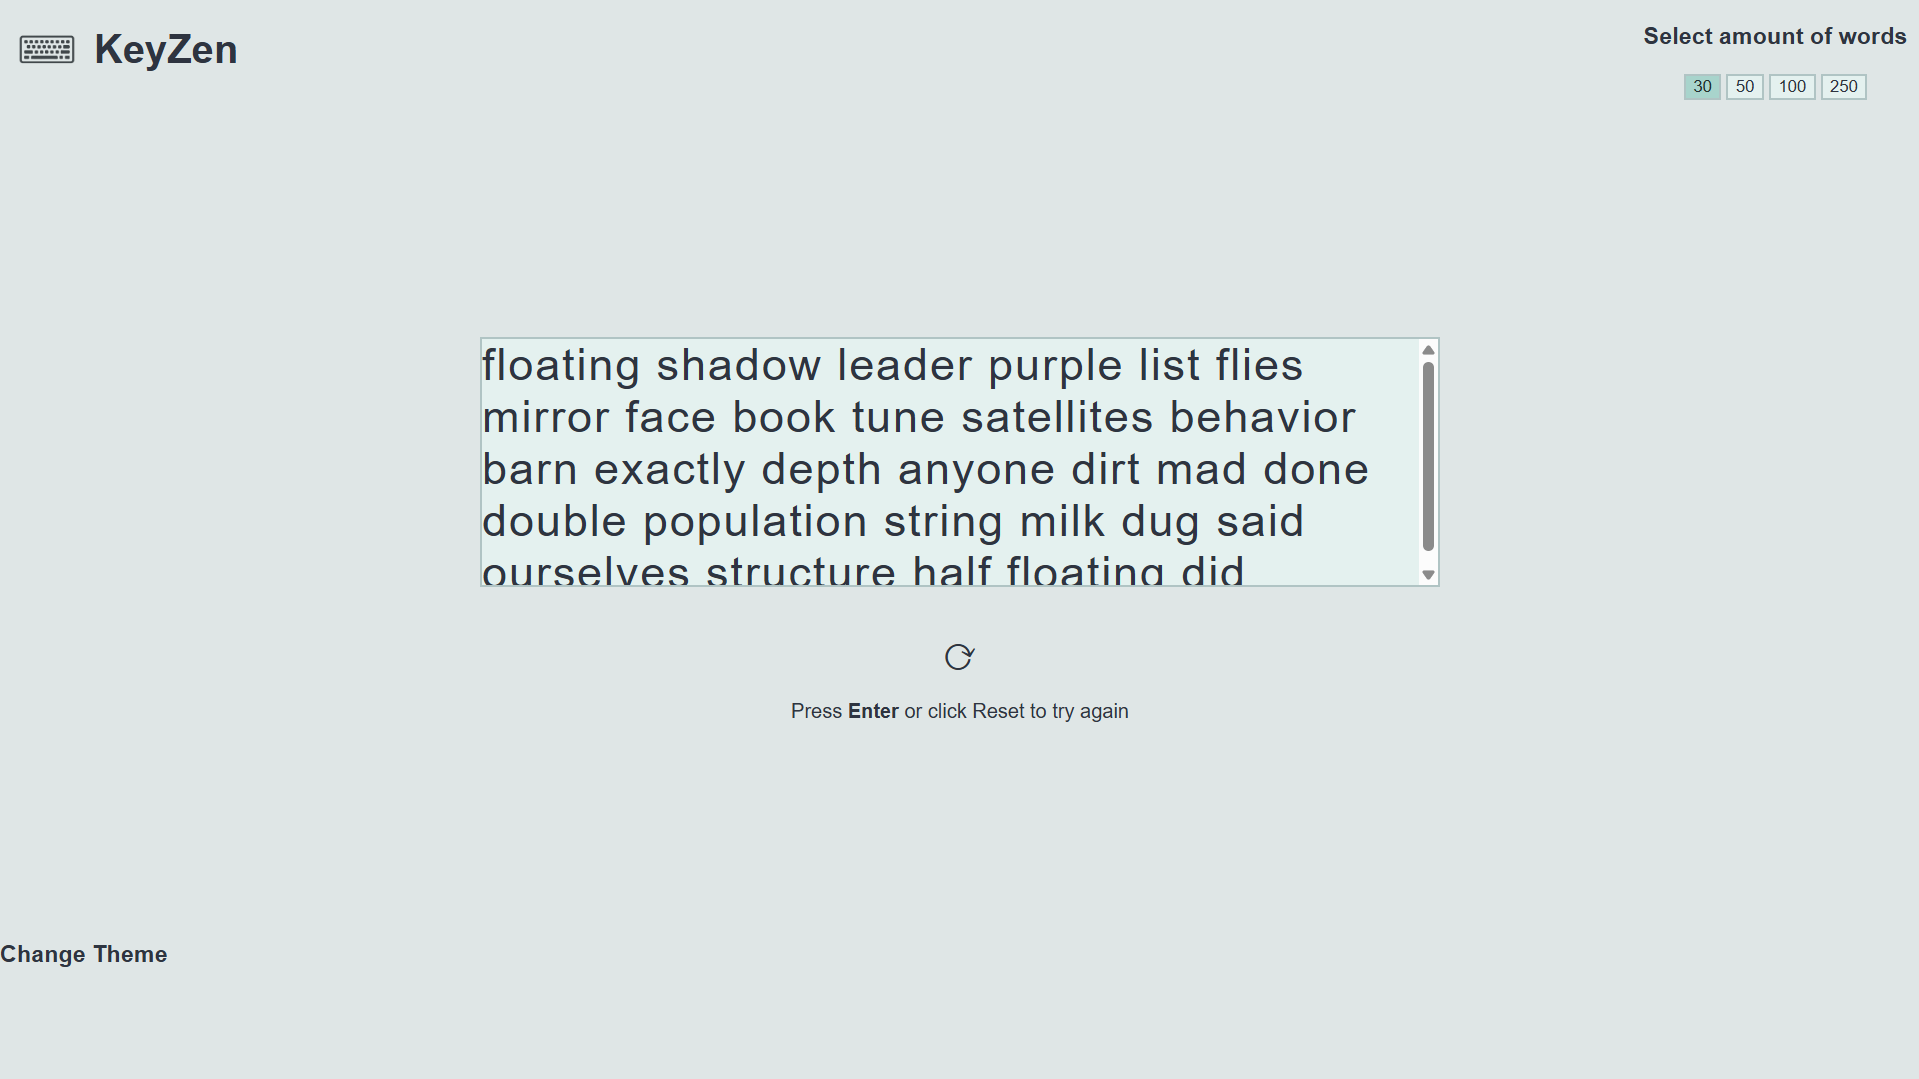 KeyZen
Select amount of words
30 50 100 250
floating shadow leader purple list flies
mirror face book tune satellites behavior
barn exactly depth anyone dirt mad done
double population string milk dug said
ourselves structure half floating did
Press Enter or click Reset to try again
Change Theme